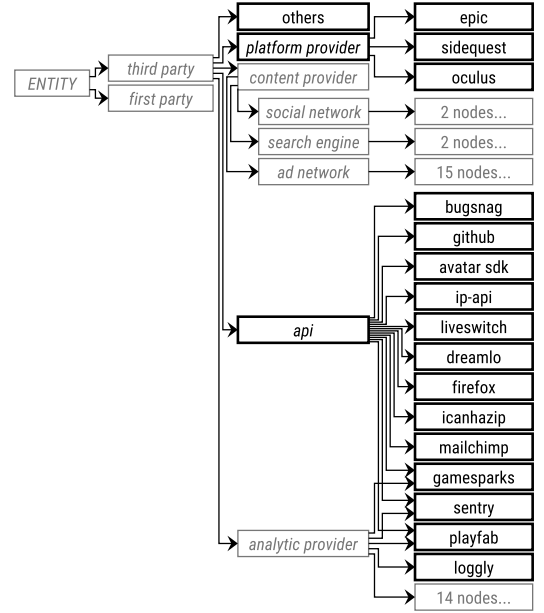 others
epic
platform provider
sidequest
third party
content provider
oculus
ENTITY
first party
social network
2 nodes...
search engine
2 nodes...
ad network
15 nodes...
bugsnag
github
avatar sdk
ip-api
api
liveswitch
dreamlo
firefox
icanhazip
mailchimp
gamesparks
sentry
analytic provider
playfab
loggly
14 nodes...